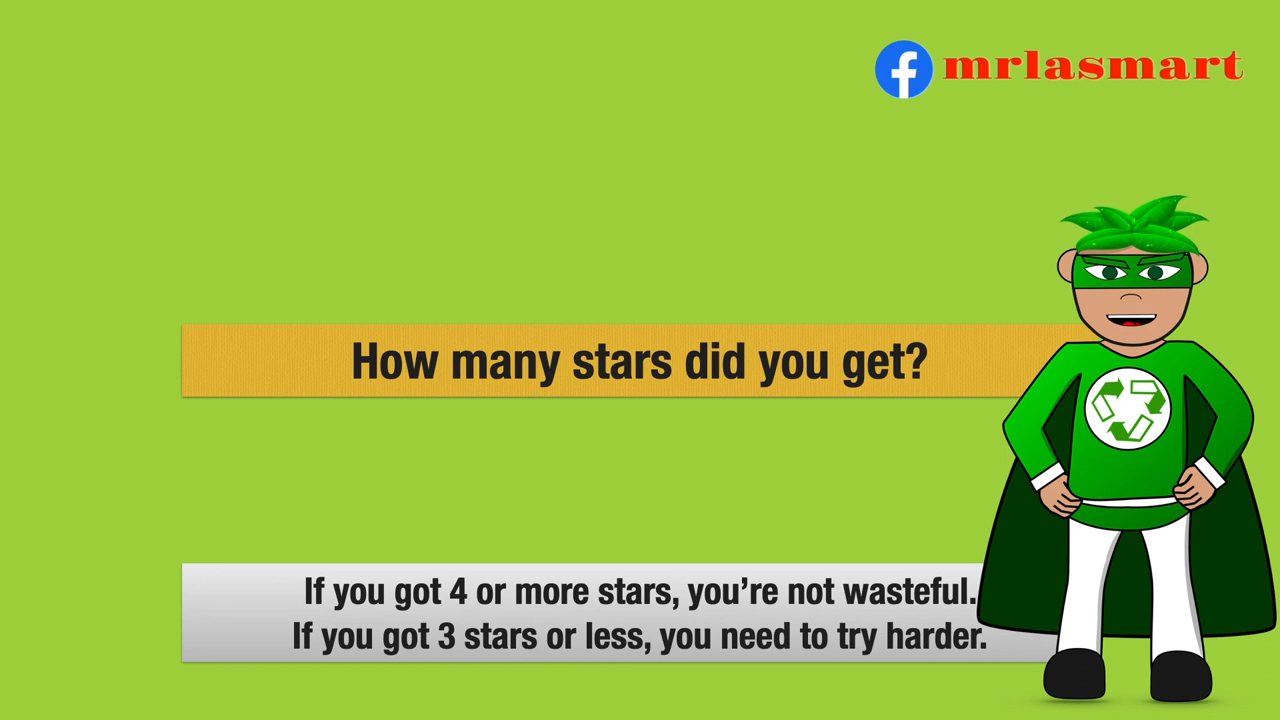 mrlasmart
How many stars did you get?
If you got 4 or more stars, you’re not wasteful.
If you got 3 stars or less, you need to try harder.